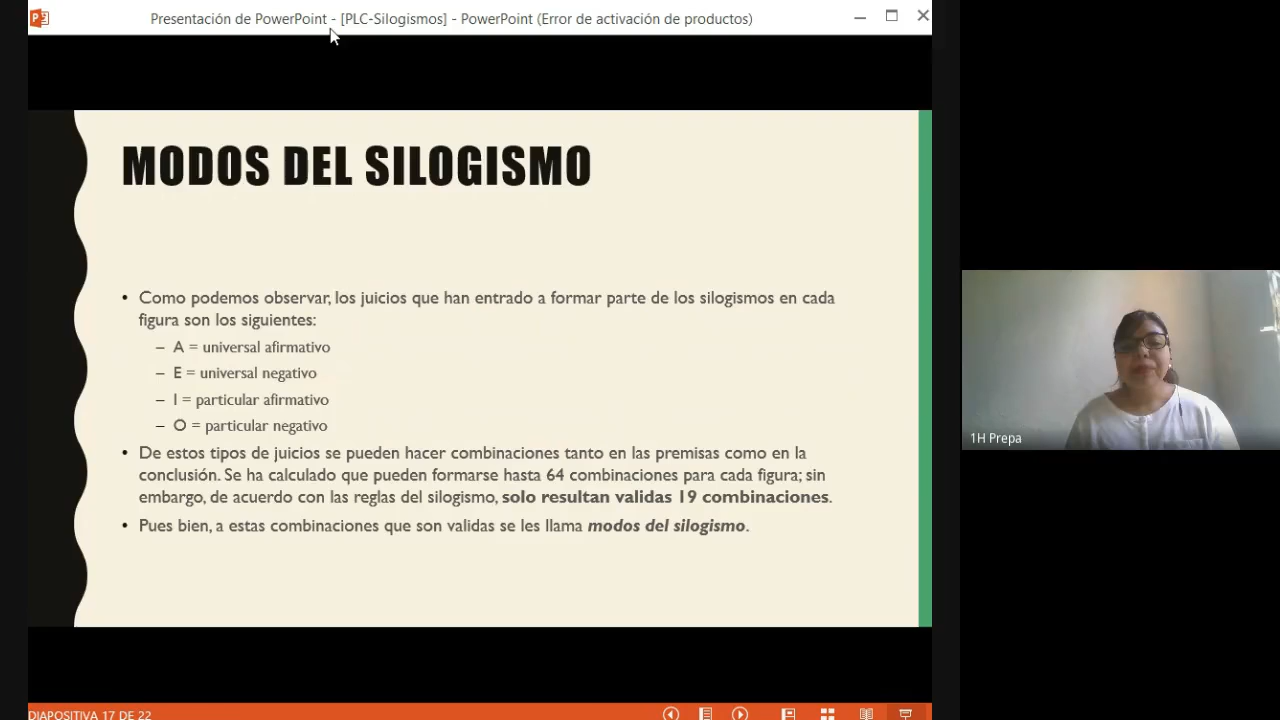 Presentación de PowerPoint - [PLC-Silogismos] - PowerPoint (Error de activación de productos)
MODOS DEL SILOGISMO
• Como podemos observar, los juicios que han entrado a formar parte de los silogismos en cada
figura son los siguientes:
– A = universal afirmativo
– E = universal negativo
– I = particular afirmativo
– O = particular negativo
• De estos tipos de juicios se pueden hacer combinaciones tanto en las premisas como en la
conclusión. Se ha calculado que pueden formarse hasta 64 combinaciones para cada figura; sin
embargo, de acuerdo con las reglas del silogismo, solo resultan validas 19 combinaciones.
• Pues bien, a estas combinaciones que son validas se les llama modos del silogismo.
1H Prepa
DIAPOSITIVA 17 DE 22